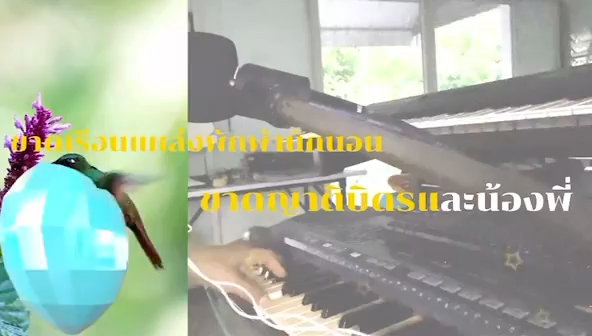 ขาดเรือนแหล่งพักพำนักนอน
ขาดญาติมิตรและน้องพี่